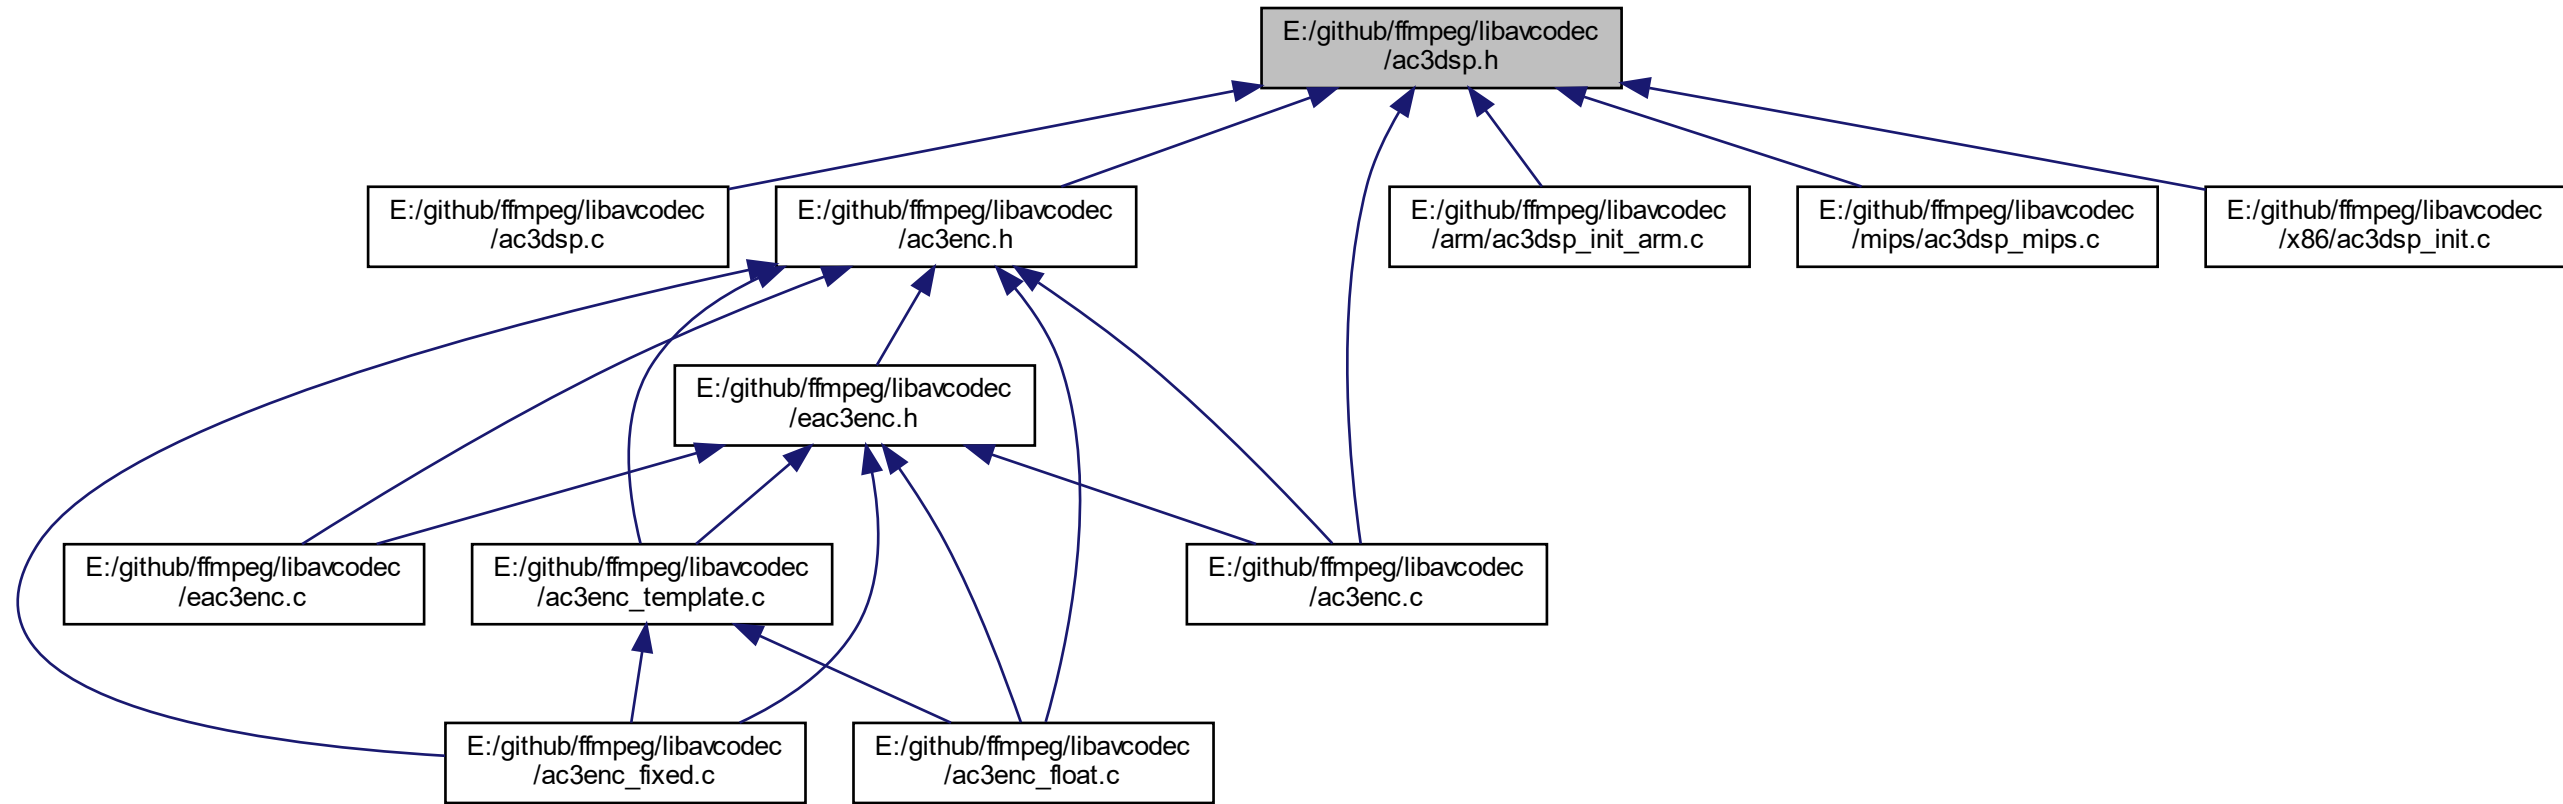 E:/github/ffmpeg/libavcodec
/ac3dsp.h
E:/github/ffmpeg/libavcodec
/ac3dsp.c
E:/github/ffmpeg/libavcodec
/ac3enc.h
E:/github/ffmpeg/libavcodec
/arm/ac3dsp_init_arm.c
E:/github/ffmpeg/libavcodec
/mips/ac3dsp_mips.c
E:/github/ffmpeg/libavcodec
/x86/ac3dsp_init.c
E:/github/ffmpeg/libavcodec
/eac3enc.h
E:/github/ffmpeg/libavcodec
/eac3enc.c
E:/github/ffmpeg/libavcodec
/ac3enc_template.c
E:/github/ffmpeg/libavcodec
/ac3enc.c
E:/github/ffmpeg/libavcodec
/ac3enc_fixed.c
E:/github/ffmpeg/libavcodec
/ac3enc_float.c